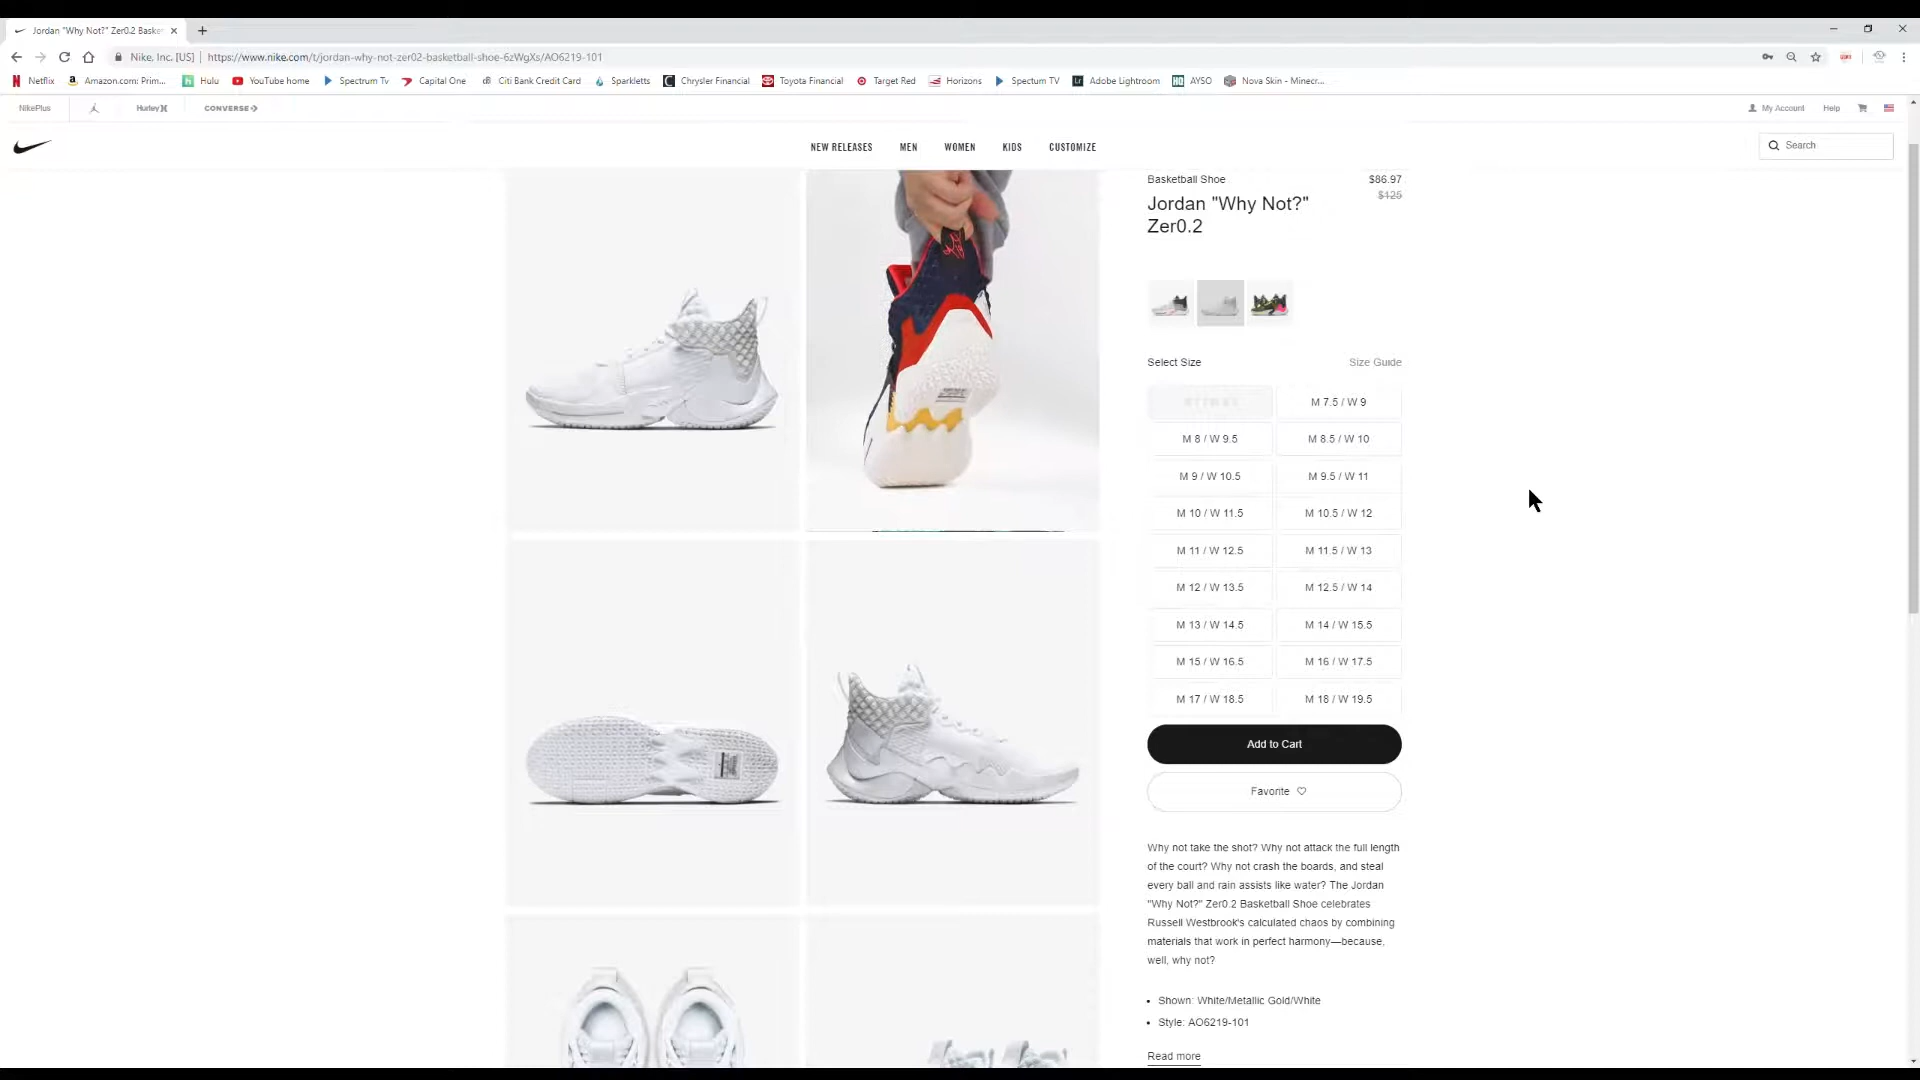 Jordan "Why Not?" Zer0.2 Basket
Nike, Inc. [US] | https://www.nike.com/t/jordan-why-not-zer02-basketball-shoe-6zWgXs/AO6219-101
Netflix
Amazon.com: Prim...
Hulu
YouTube home
Spectrum Tv
Capital One
Citi Bank Credit Card
Sparkletts
Chrysler Financial
Toyota Financial
Target Red
Horizons
Spectum TV
Adobe Lightroom
AYSO
Nova Skin - Minecr...
NikePlus
Hurley
CONVERSE
My Account
Help
NEW RELEASES
MEN
WOMEN
KIDS
CUSTOMIZE
Search
Basketball Shoe
$86.97
Jordan "Why Not?"
$125
Zer0.2
Select Size
Size Guide
M 7.5 / W 9
M 8 / W 9.5
M 8.5 / W 10
M 9 / W 10.5
M 9.5 / W 11
M 10 / W 11.5
M 10.5 / W 12
M 11 / W 12.5
M 11.5 / W 13
M 12 / W 13.5
M 12.5 / W 14
M 13 / W 14.5
M 14 / W 15.5
M 15 / W 16.5
M 16 / W 17.5
M 17 / W 18.5
M 18 / W 19.5
Add to Cart
Favorite
Why not take the shot? Why not attack the full length
of the court? Why not crash the boards, and steal
every ball and rain assists like water? The Jordan
"Why Not?" Zer0.2 Basketball Shoe celebrates
Russell Westbrook's calculated chaos by combining
materials that work in perfect harmony—because,
well, why not?
• Shown: White/Metallic Gold/White
• Style: AO6219-101
Read more